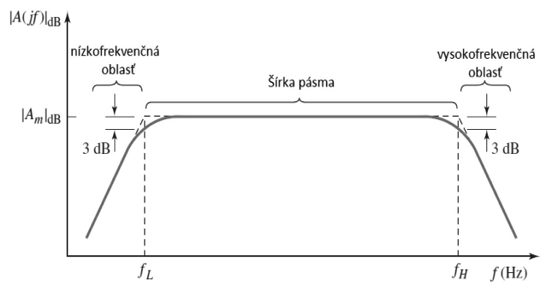 |A(jf)|dB
nízkofrekvenčná
oblasť
vysokofrekvenčná
oblasť
Šírka pásma
|Am|dB
3 dB
3 dB
fL
fH
f (Hz)